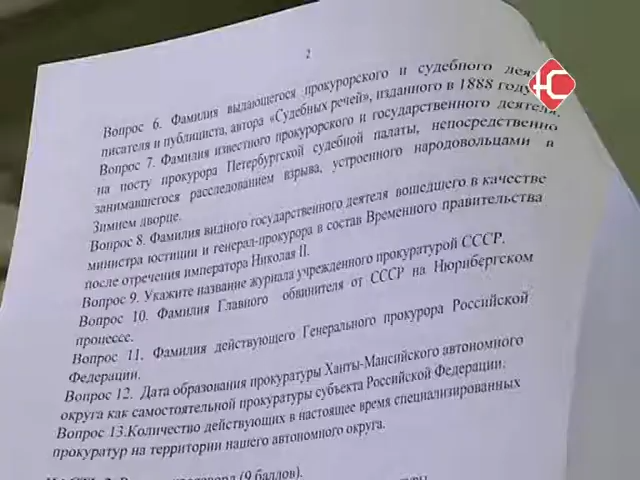 2
Вопрос 6. Фамилия выдающегося прокурорского и судебного
писателя и публициста, автора «Судебных речей», изданного в 1888 году
Вопрос 7. Фамилия известного прокурорского и государственного деятеля,
на посту прокурора Петербургской судебной палаты, непосредственно
занимавшегося расследованием взрыва, устроенного народовольцами в
Зимнем дворце.
Вопрос 8. Фамилия видного государственного деятеля вошедшего в качестве
министра юстиции и генерал-прокурора в состав Временного правительства
после отречения императора Николая II.
Вопрос 9. Укажите название журнала учрежденного прокуратурой СССР.
Вопрос 10. Фамилия Главного обвинителя от СССР на Нюрнбергском
процессе.
Вопрос 11. Фамилия действующего Генерального прокурора Российской
Федерации.
Вопрос 12. Дата образования прокуратуры Ханты-Мансийского автономного
округа как самостоятельной прокуратуры субъекта Российской Федерации.
Вопрос 13.Количество действующих в настоящее время специализированных
прокуратур на территории нашего автономного округа.
(9 баллов).
Ю
С